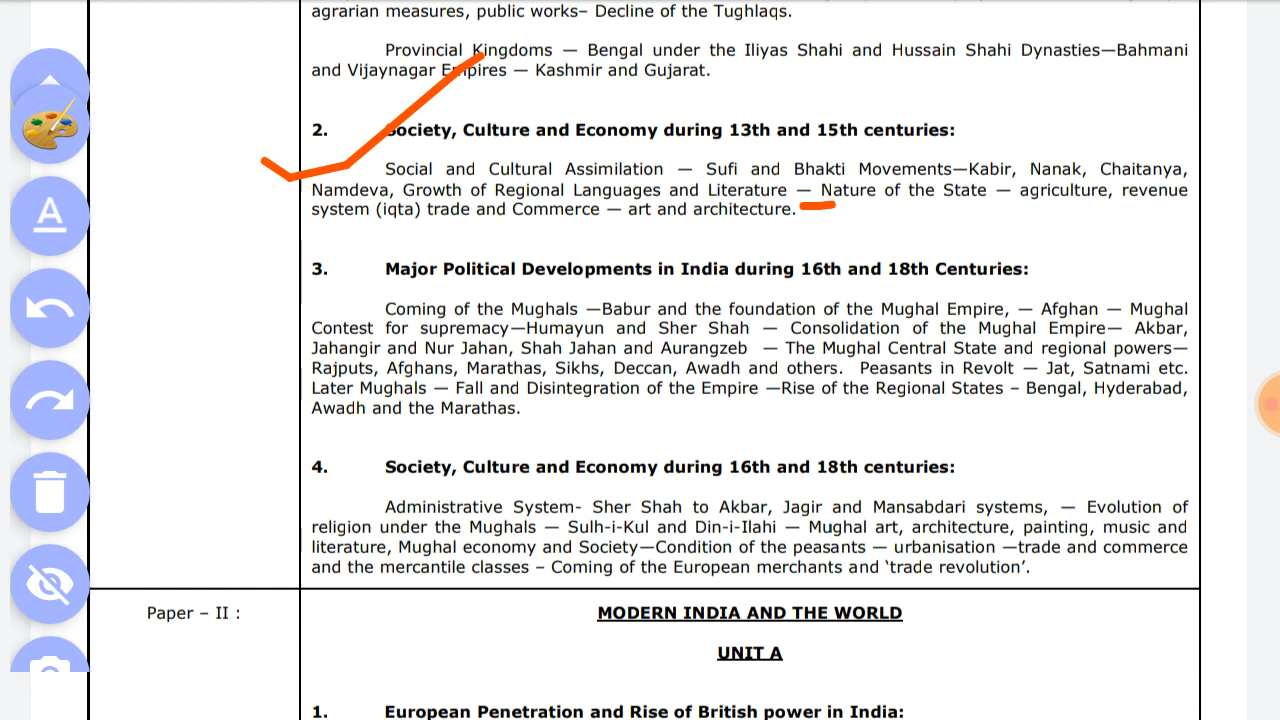 agrarian measures, public works– Decline of the Tughlaqs.
Provincial Kingdoms — Bengal under the Iliyas Shahi and Hussain Shahi Dynasties—Bahmani
and Vijaynagar Empires — Kashmir and Gujarat.
2. Society, Culture and Economy during 13th and 15th centuries:
Social and Cultural Assimilation — Sufi and Bhakti Movements—Kabir, Nanak, Chaitanya,
Namdeva, Growth of Regional Languages and Literature — Nature of the State — agriculture, revenue
system (iqta) trade and Commerce — art and architecture.
3. Major Political Developments in India during 16th and 18th Centuries:
Coming of the Mughals —Babur and the foundation of the Mughal Empire, — Afghan — Mughal
Contest for supremacy—Humayun and Sher Shah — Consolidation of the Mughal Empire— Akbar,
Jahangir and Nur Jahan, Shah Jahan and Aurangzeb — The Mughal Central State and regional powers—
Rajputs, Afghans, Marathas, Sikhs, Deccan, Awadh and others. Peasants in Revolt — Jat, Satnami etc.
Later Mughals — Fall and Disintegration of the Empire —Rise of the Regional States – Bengal, Hyderabad,
Awadh and the Marathas.
4. Society, Culture and Economy during 16th and 18th centuries:
Administrative System- Sher Shah to Akbar, Jagir and Mansabdari systems, — Evolution of
religion under the Mughals — Sulh-i-Kul and Din-i-Ilahi — Mughal art, architecture, painting, music and
literature, Mughal economy and Society—Condition of the peasants — urbanisation —trade and commerce
and the mercantile classes – Coming of the European merchants and ‘trade revolution’.
Paper – II : MODERN INDIA AND THE WORLD
UNIT A
1. European Penetration and Rise of British power in India:
A